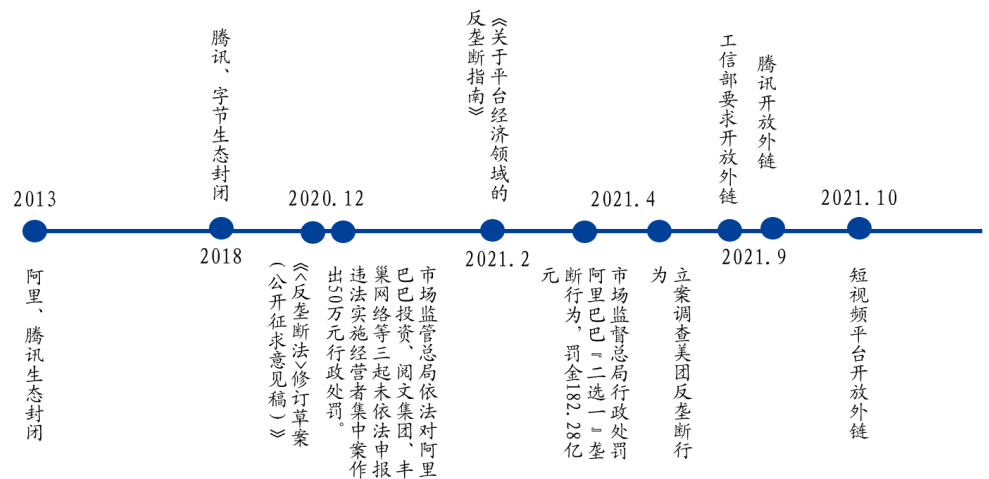 2013
阿里、腾讯生态封闭
腾讯、字节生态封闭
2018
2020.12
《<反垄断法>修订草案
(公开征求意见稿)》
市场监管总局依法对阿里
巴巴投资、阅文集团、丰
巢网络等三起未依法申报
违法实施经营者集中案作
出50万元行政处罚。
《关于平台经济领域的
反垄断指南》
2021.2
2021.4
市场监督总局行政处罚
阿里巴巴『二选一』垄
断行为，罚金182.28亿
元
立案调查美团反垄断行
为
工信部要求开放外链
腾讯开放外链
2021.9
2021.10
短视频平台开放外链